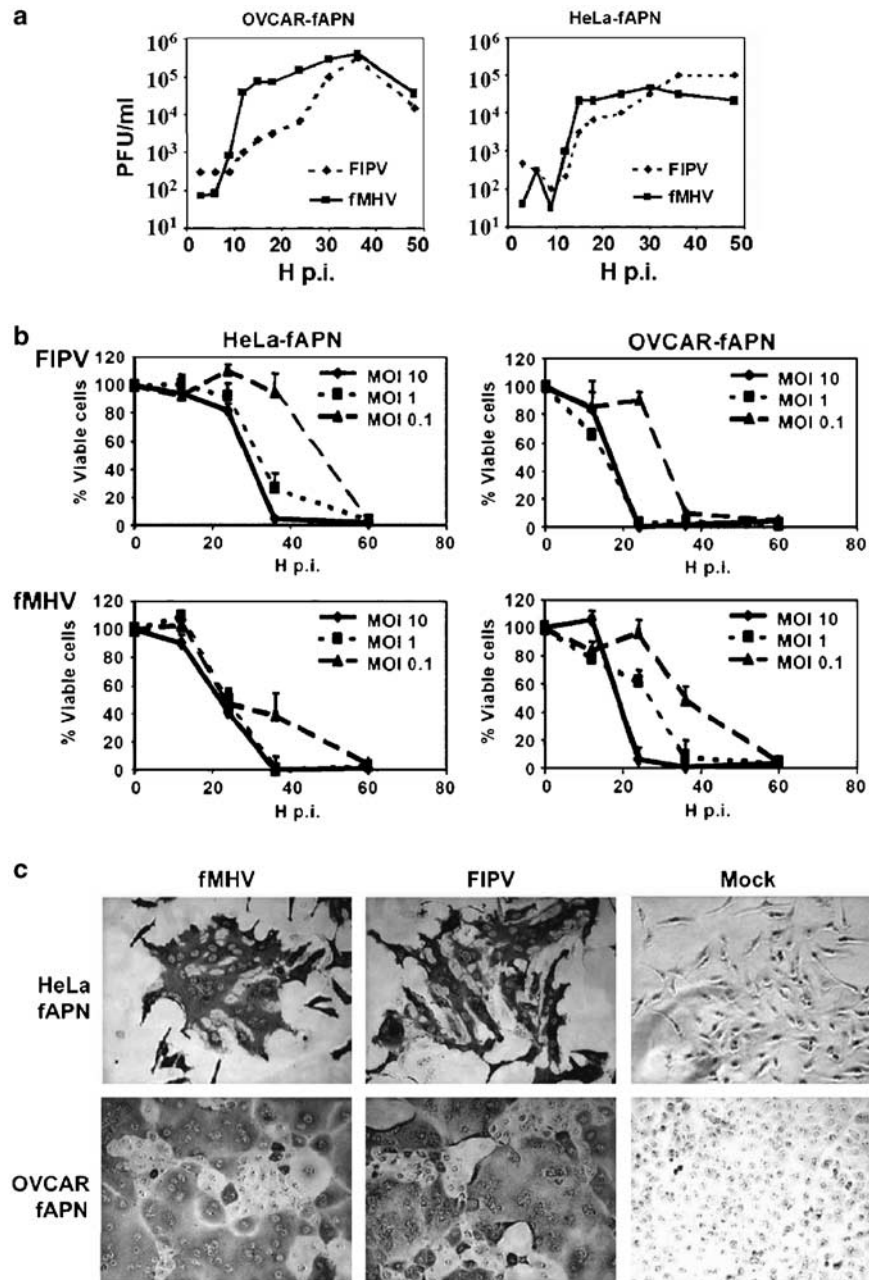 a
OVCAR-fAPN
HeLa-fAPN
PFU/ml
10⁶
10⁵
10⁴
10³
10²
10¹
FIPV
fMHV
0 10 20 30 40 50
H p.i.
10⁶
10⁵
10⁴
10³
10²
10¹
FIPV
fMHV
0 10 20 30 40 50
H p.i.
b
FIPV
HeLa-fAPN
OVCAR-fAPN
% Viable cells
120
100
80
60
40
20
0
MOI 10
MOI 1
MOI 0.1
0 20 40 60 80
H p.i.
% Viable cells
120
100
80
60
40
20
0
MOI 10
MOI 1
MOI 0.1
0 20 40 60 80
H p.i.
fMHV
% Viable cells
120
100
80
60
40
20
0
MOI 10
MOI 1
MOI 0.1
0 20 40 60 80
H p.i.
% Viable cells
120
100
80
60
40
20
0
MOI 10
MOI 1
MOI 0.1
0 20 40 60 80
H p.i.
c
fMHV FIPV Mock
HeLa
fAPN
OVCAR
fAPN